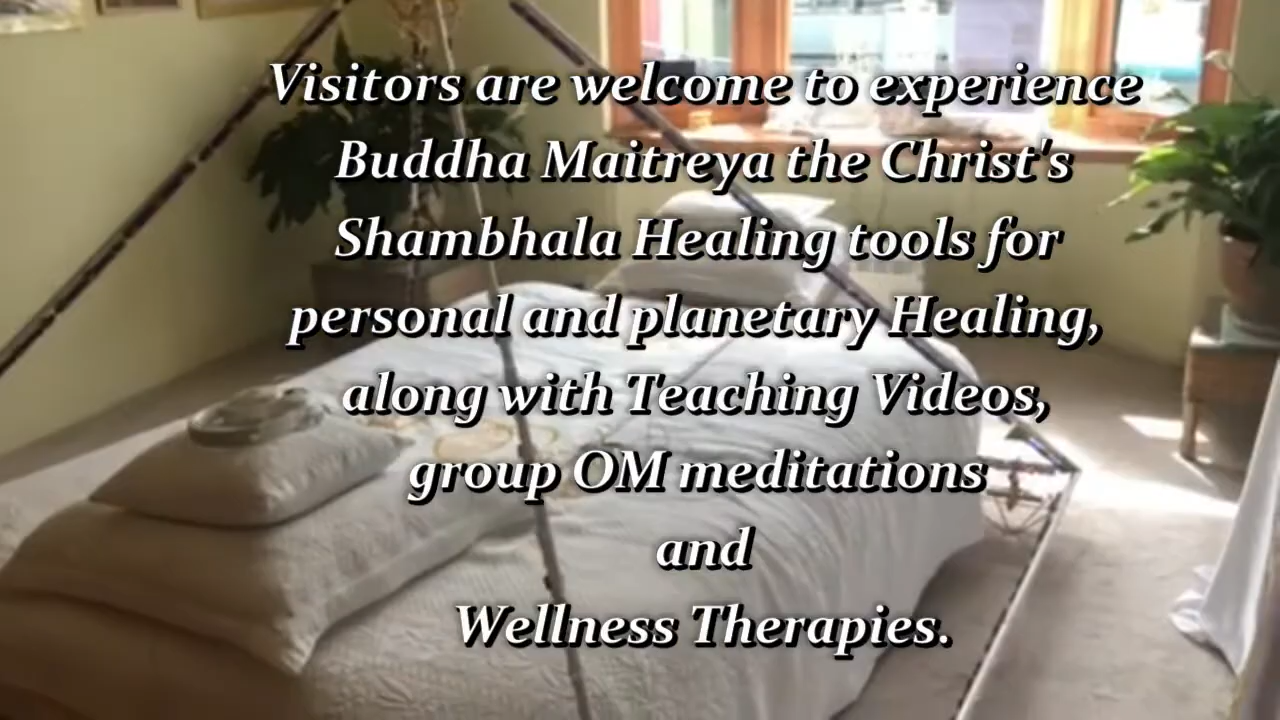 Visitors are welcome to experience
Buddha Maitreya the Christ's
Shambhala Healing tools for
personal and planetary Healing,
along with Teaching Videos,
group OM meditations
and
Wellness Therapies.